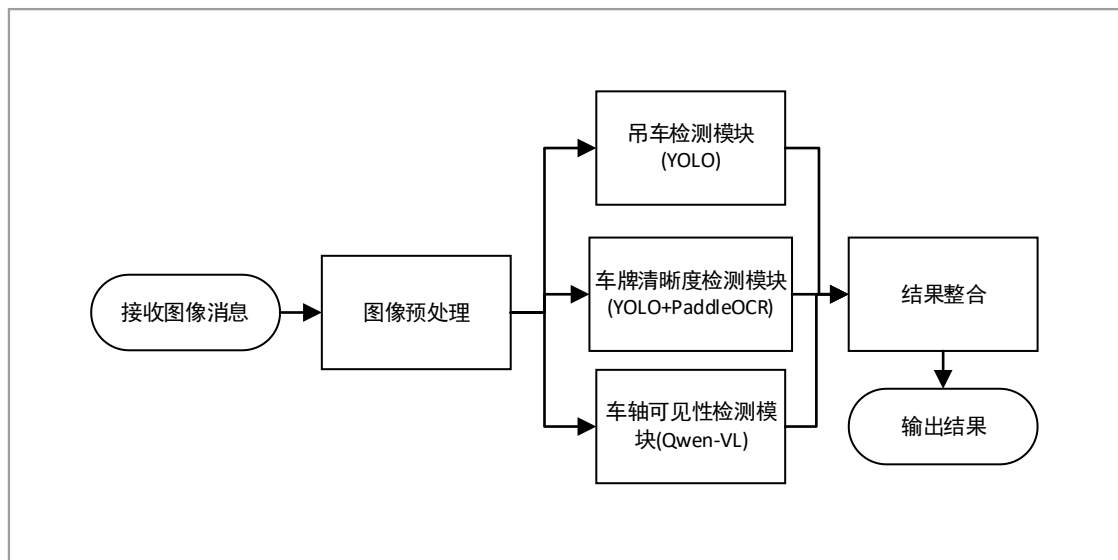 接收图像消息
图像预处理
吊车检测模块
(YOLO)
车牌清晰度检测模块
(YOLO+PaddleOCR)
车轴可见性检测模
块(Qwen-VL)
结果整合
输出结果